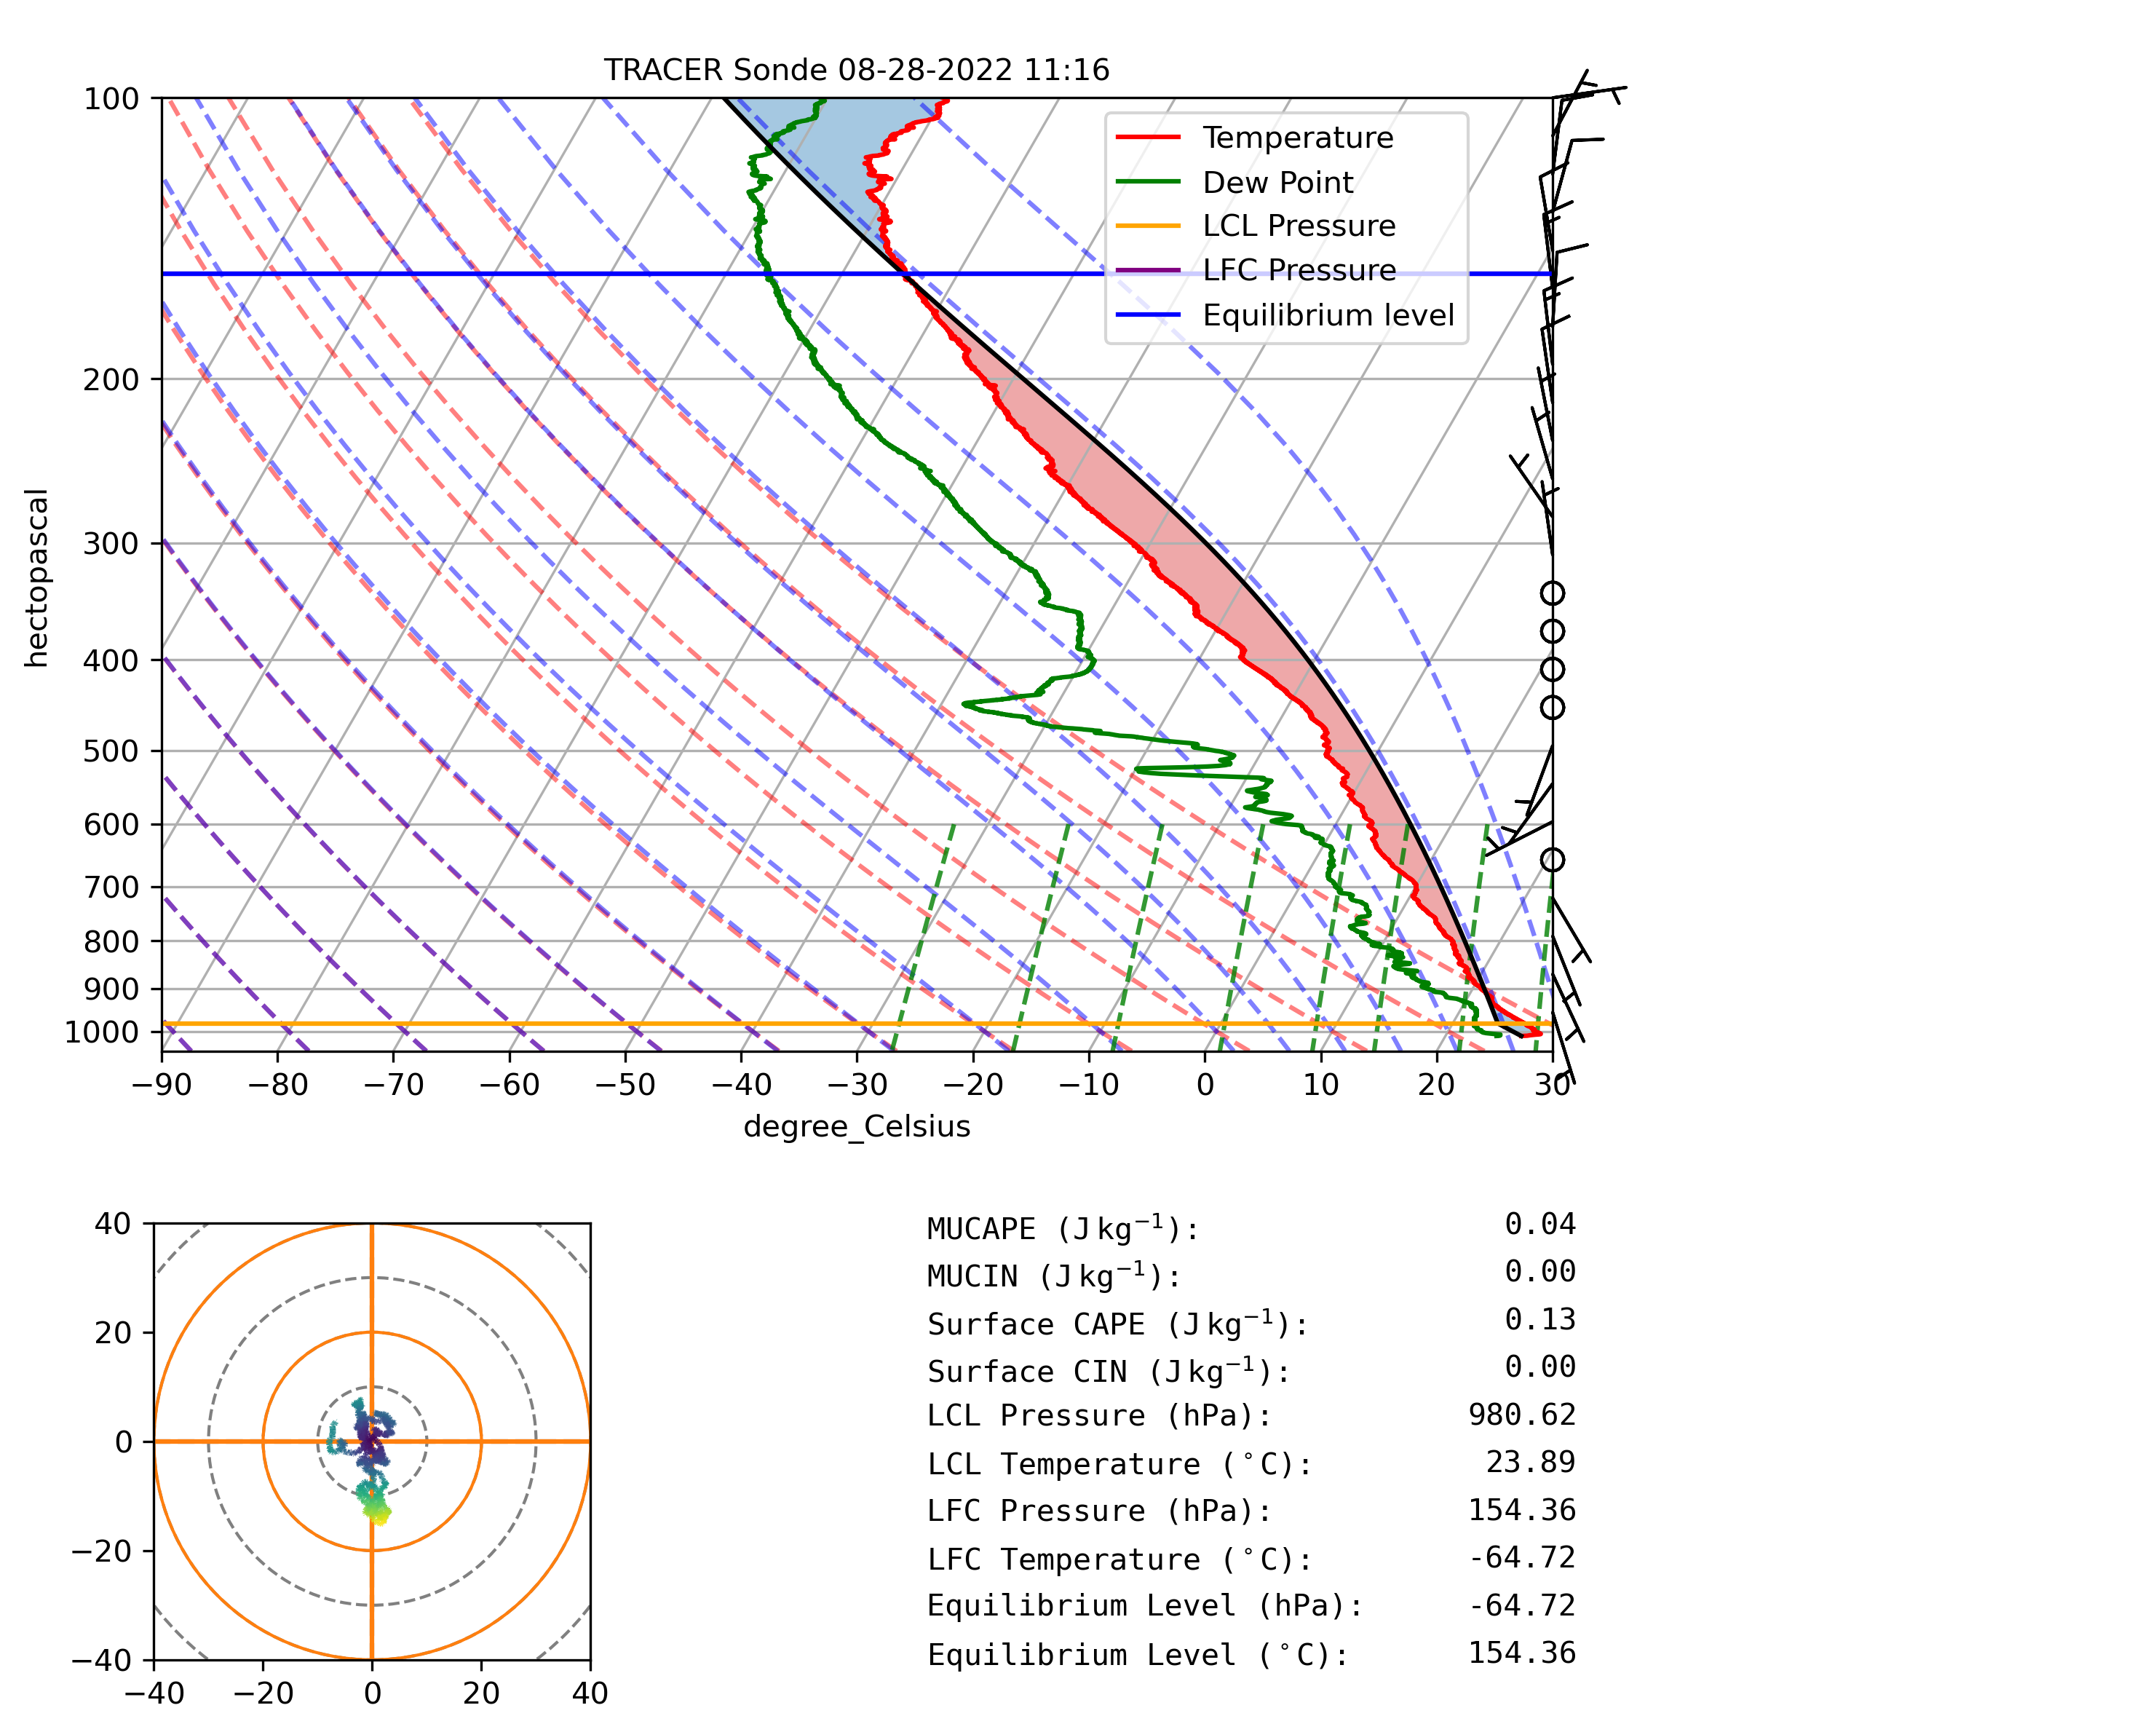 TRACER Sonde 08-28-2022 11:16
100
200
300
400
500
600
700
800
900
1000
hectopascal
Temperature
Dew Point
LCL Pressure
LFC Pressure
Equilibrium level
−90 −80 −70 −60 −50 −40 −30 −20 −10 0 10 20 30
degree_Celsius
40
20
0
−20
−40
−40 −20 0 20 40
MUCAPE (J kg⁻¹): 0.04
MUCIN (J kg⁻¹): 0.00
Surface CAPE (J kg⁻¹): 0.13
Surface CIN (J kg⁻¹): 0.00
LCL Pressure (hPa): 980.62
LCL Temperature (°C): 23.89
LFC Pressure (hPa): 154.36
LFC Temperature (°C): -64.72
Equilibrium Level (hPa): -64.72
Equilibrium Level (°C): 154.36